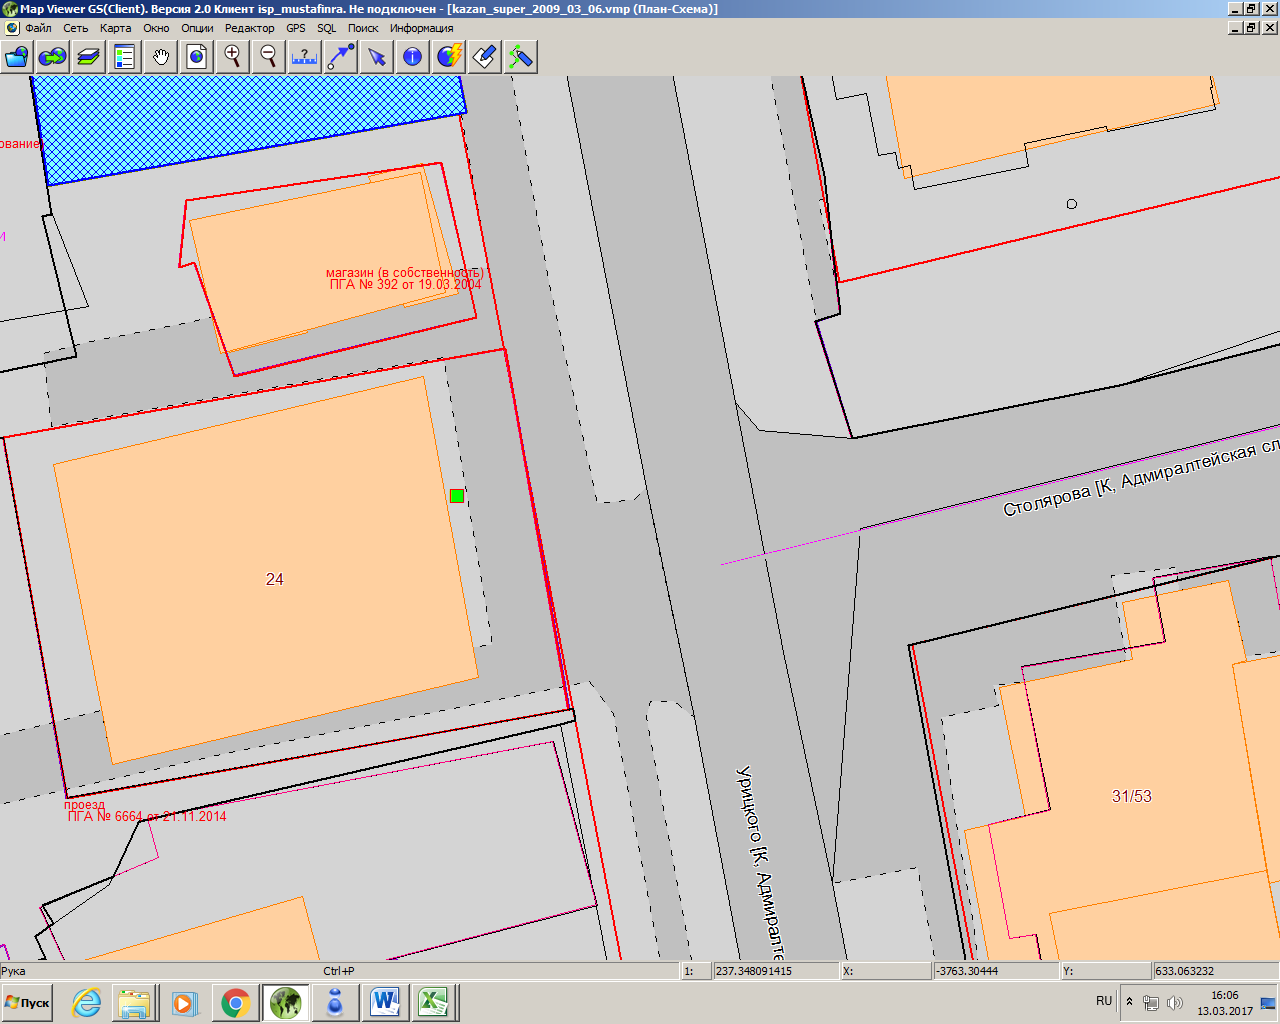 Map Viewer GS(Client). Версия 2.0 Клиент isp_mustafinra. Не подключен - [kazan_super_2009_03_06.vmp (План-Схема)]
Файл Сеть Карта Окно Опции Редактор GPS SQL Поиск Информация
ование
и
магазин (в собственность)
ПГА № 392 от 19.03.2004
Столярова [К, Адмиралтейская сл
24
31/53
проезд
ПГА № 6664 от 21.11.2014
Урицкого [К, Адмиралте
Рука Ctrl+P 1: 237.348091415 X: -3763.30444 Y: 633.063232
Пуск RU 16:06
13.03.2017